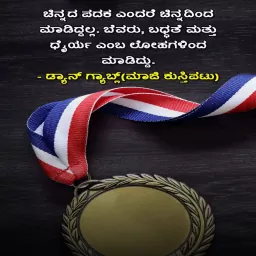 ಚಿನ್ನದ ಪದಕ ಎಂದರೆ ಚಿನ್ನದಿಂದ
ಮಾಡಿದ್ದಲ್ಲ. ಬೆವರು, ಬದ್ಧತೆ ಮತ್ತು
ಧೈರ್ಯ ಎಂಬ ಲೋಹಗಳಿಂದ
ಮಾಡಿದ್ದು.
- ಡ್ಯಾನ್ ಗ್ಯಾಬ್ಲ್(ಮಾಜಿ ಕುಸ್ತಿಪಟು)